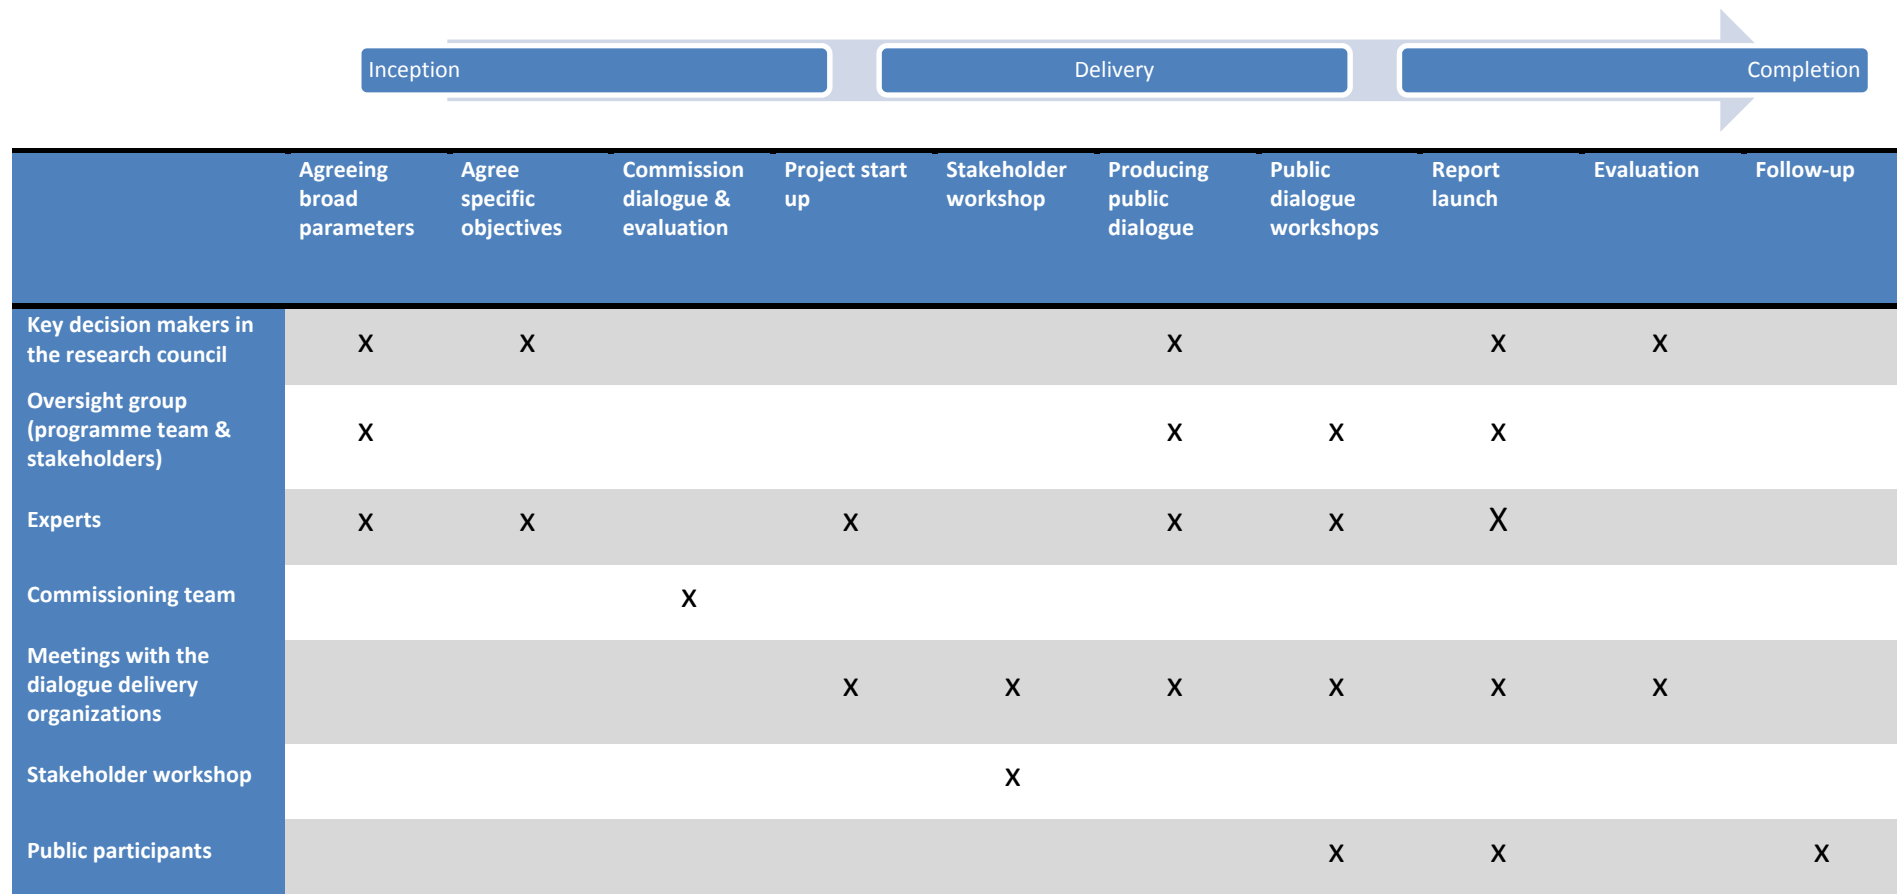 Inception
Delivery
Completion
Agreeing broad parameters
Agree specific objectives
Commission dialogue & evaluation
Project start up
Stakeholder workshop
Producing public dialogue
Public dialogue workshops
Report launch
Evaluation
Follow-up
Key decision makers in
the research council
X X X X X
Oversight group
(programme team &
stakeholders)
X X X X
Experts
X X X X X X
Commissioning team
X
Meetings with the
dialogue delivery
organizations
X X X X X X
Stakeholder workshop
X
Public participants
X X X